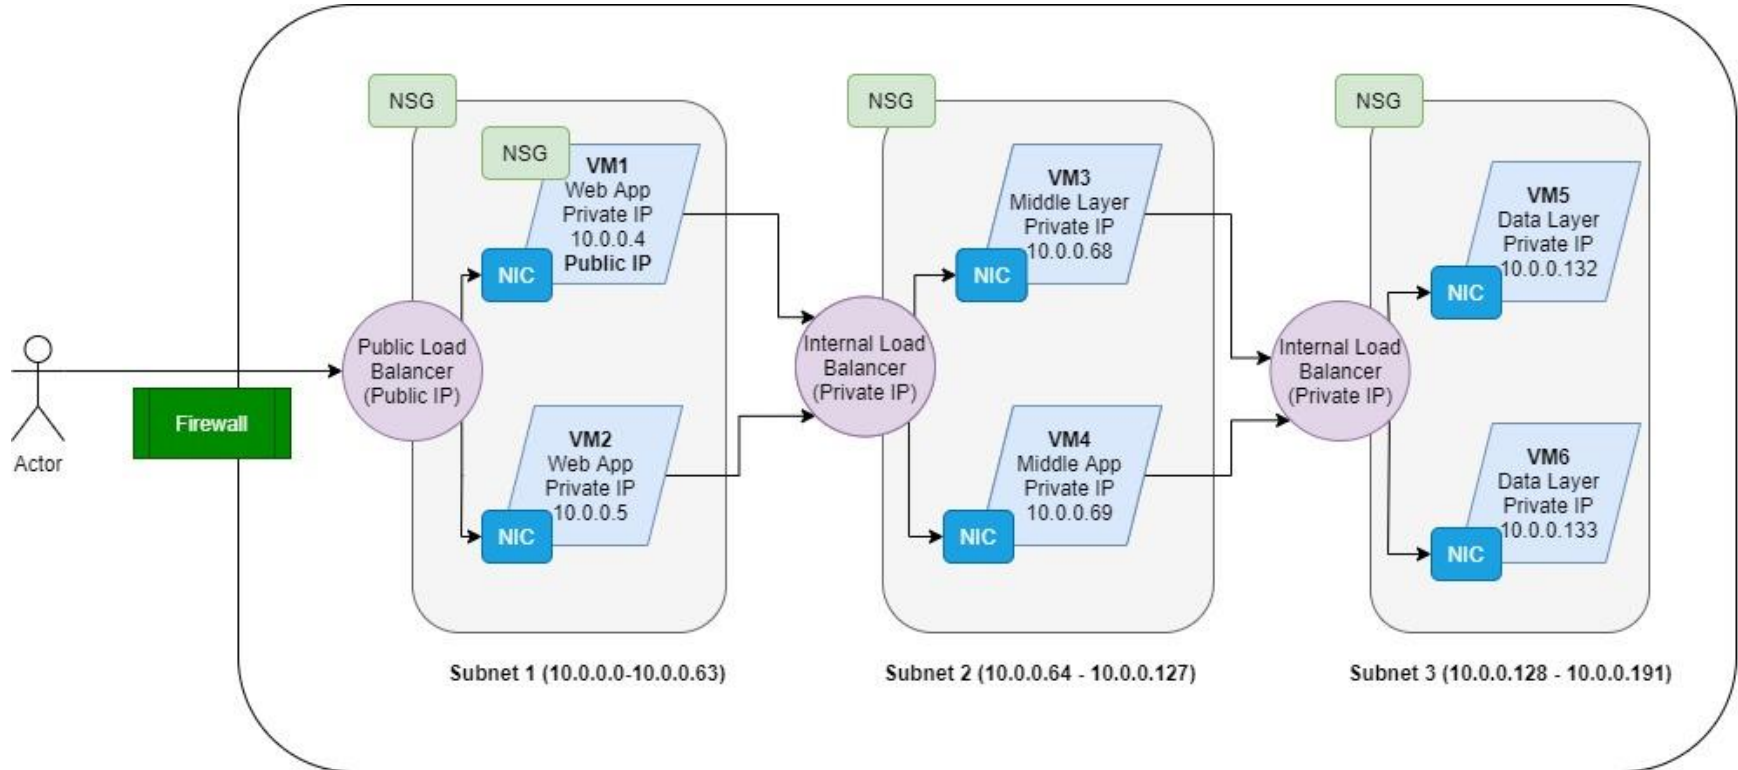 NSG
NSG
VM1
Web App
Private IP
10.0.0.4
Public IP
NIC
Public Load
Balancer
(Public IP)
VM2
Web App
Private IP
10.0.0.5
NIC
Firewall
Actor
Subnet 1 (10.0.0.0-10.0.0.63)
NSG
VM3
Middle Layer
Private IP
10.0.0.68
NIC
Internal Load
Balancer
(Private IP)
VM4
Middle App
Private IP
10.0.0.69
NIC
Subnet 2 (10.0.0.64 - 10.0.0.127)
NSG
VM5
Data Layer
Private IP
10.0.0.132
NIC
Internal Load
Balancer
(Private IP)
VM6
Data Layer
Private IP
10.0.0.133
NIC
Subnet 3 (10.0.0.128 - 10.0.0.191)